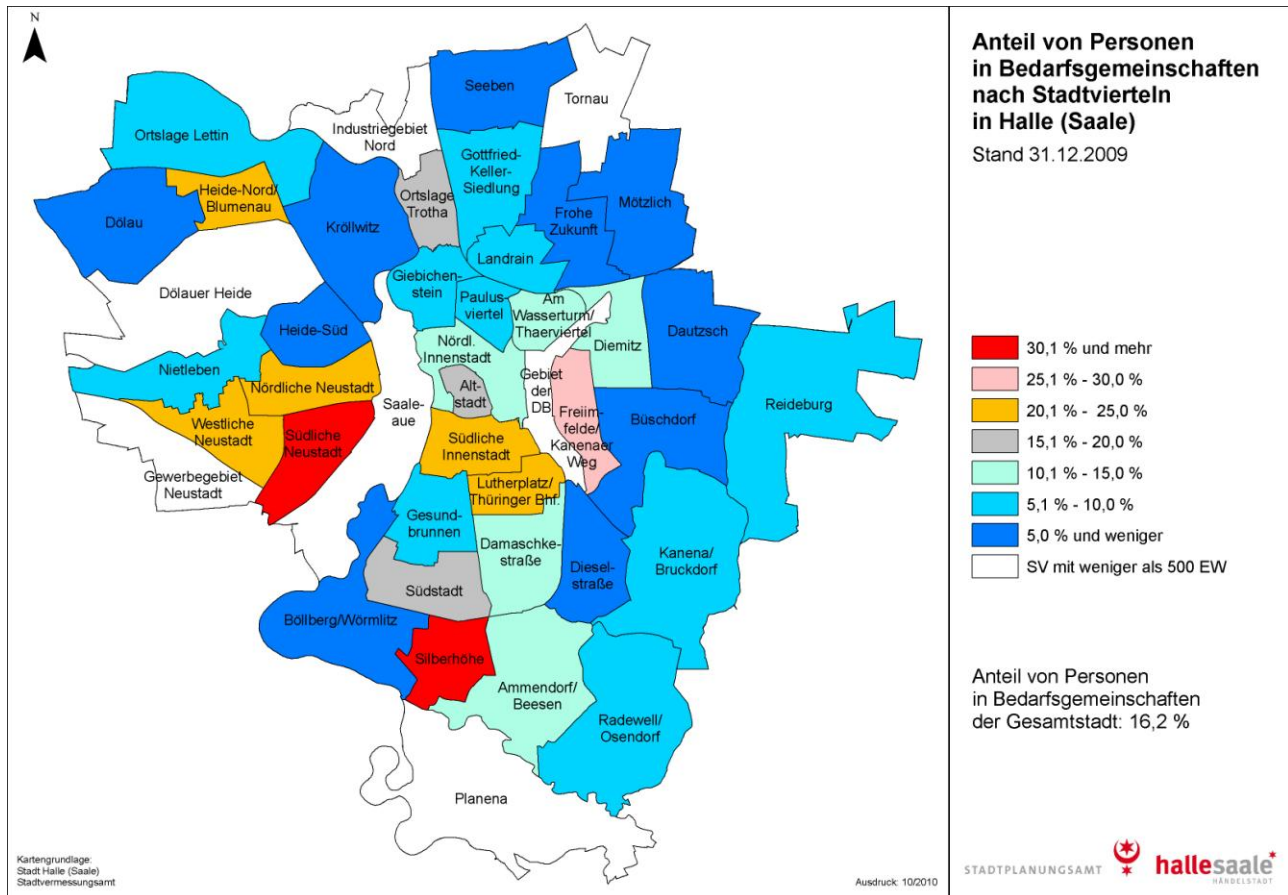 N
Seeben
Tornau
Industriegebiet
Nord
Ortslage Lettin
Gottfried-
Keller-
Siedlung
Heide-Nord/
Blumenau
Ortslage
Trotha
Mötzlich
Dölau
Kröllwitz
Frohe
Zukunft
Landrain
Giebichen-
stein
Dölauer Heide
Paulus-
viertel
Am
Wasserturm/
Thaerviertel
Heide-Süd
Dautzsch
Nördl.
Innenstadt
Diemitz
Nietleben
Nördliche Neustadt
Gebiet
der
DB
Alt-
stadt
Saale-
aue
Reideburg
Westliche
Neustadt
Südliche
Neustadt
Freiim-
felde/
Kanenaer
Weg
Büschdorf
Südliche
Innenstadt
Gewerbegebiet
Neustadt
Lutherplatz/
Thüringer Bhf.
Gesund-
brunnen
Damaschke-
straße
Kanena/
Bruckdorf
Diesel-
straße
Südstadt
Böllberg/Wörmlitz
Silberhöhe
Ammendorf/
Beesen
Radewell/
Osendorf
Planena
Kartengrundlage:
Stadt Halle (Saale)
Stadtvermessungsamt
Ausdruck: 10/2010
Anteil von Personen
in Bedarfsgemeinschaften
nach Stadtvierteln
in Halle (Saale)
Stand 31.12.2009
30,1 % und mehr
25,1 % - 30,0 %
20,1 % - 25,0 %
15,1 % - 20,0 %
10,1 % - 15,0 %
5,1 % - 10,0 %
5,0 % und weniger
SV mit weniger als 500 EW
Anteil von Personen
in Bedarfsgemeinschaften
der Gesamtstadt: 16,2 %
STADTPLANUNGSAMT
hallesaale
HÄNDELSTADT